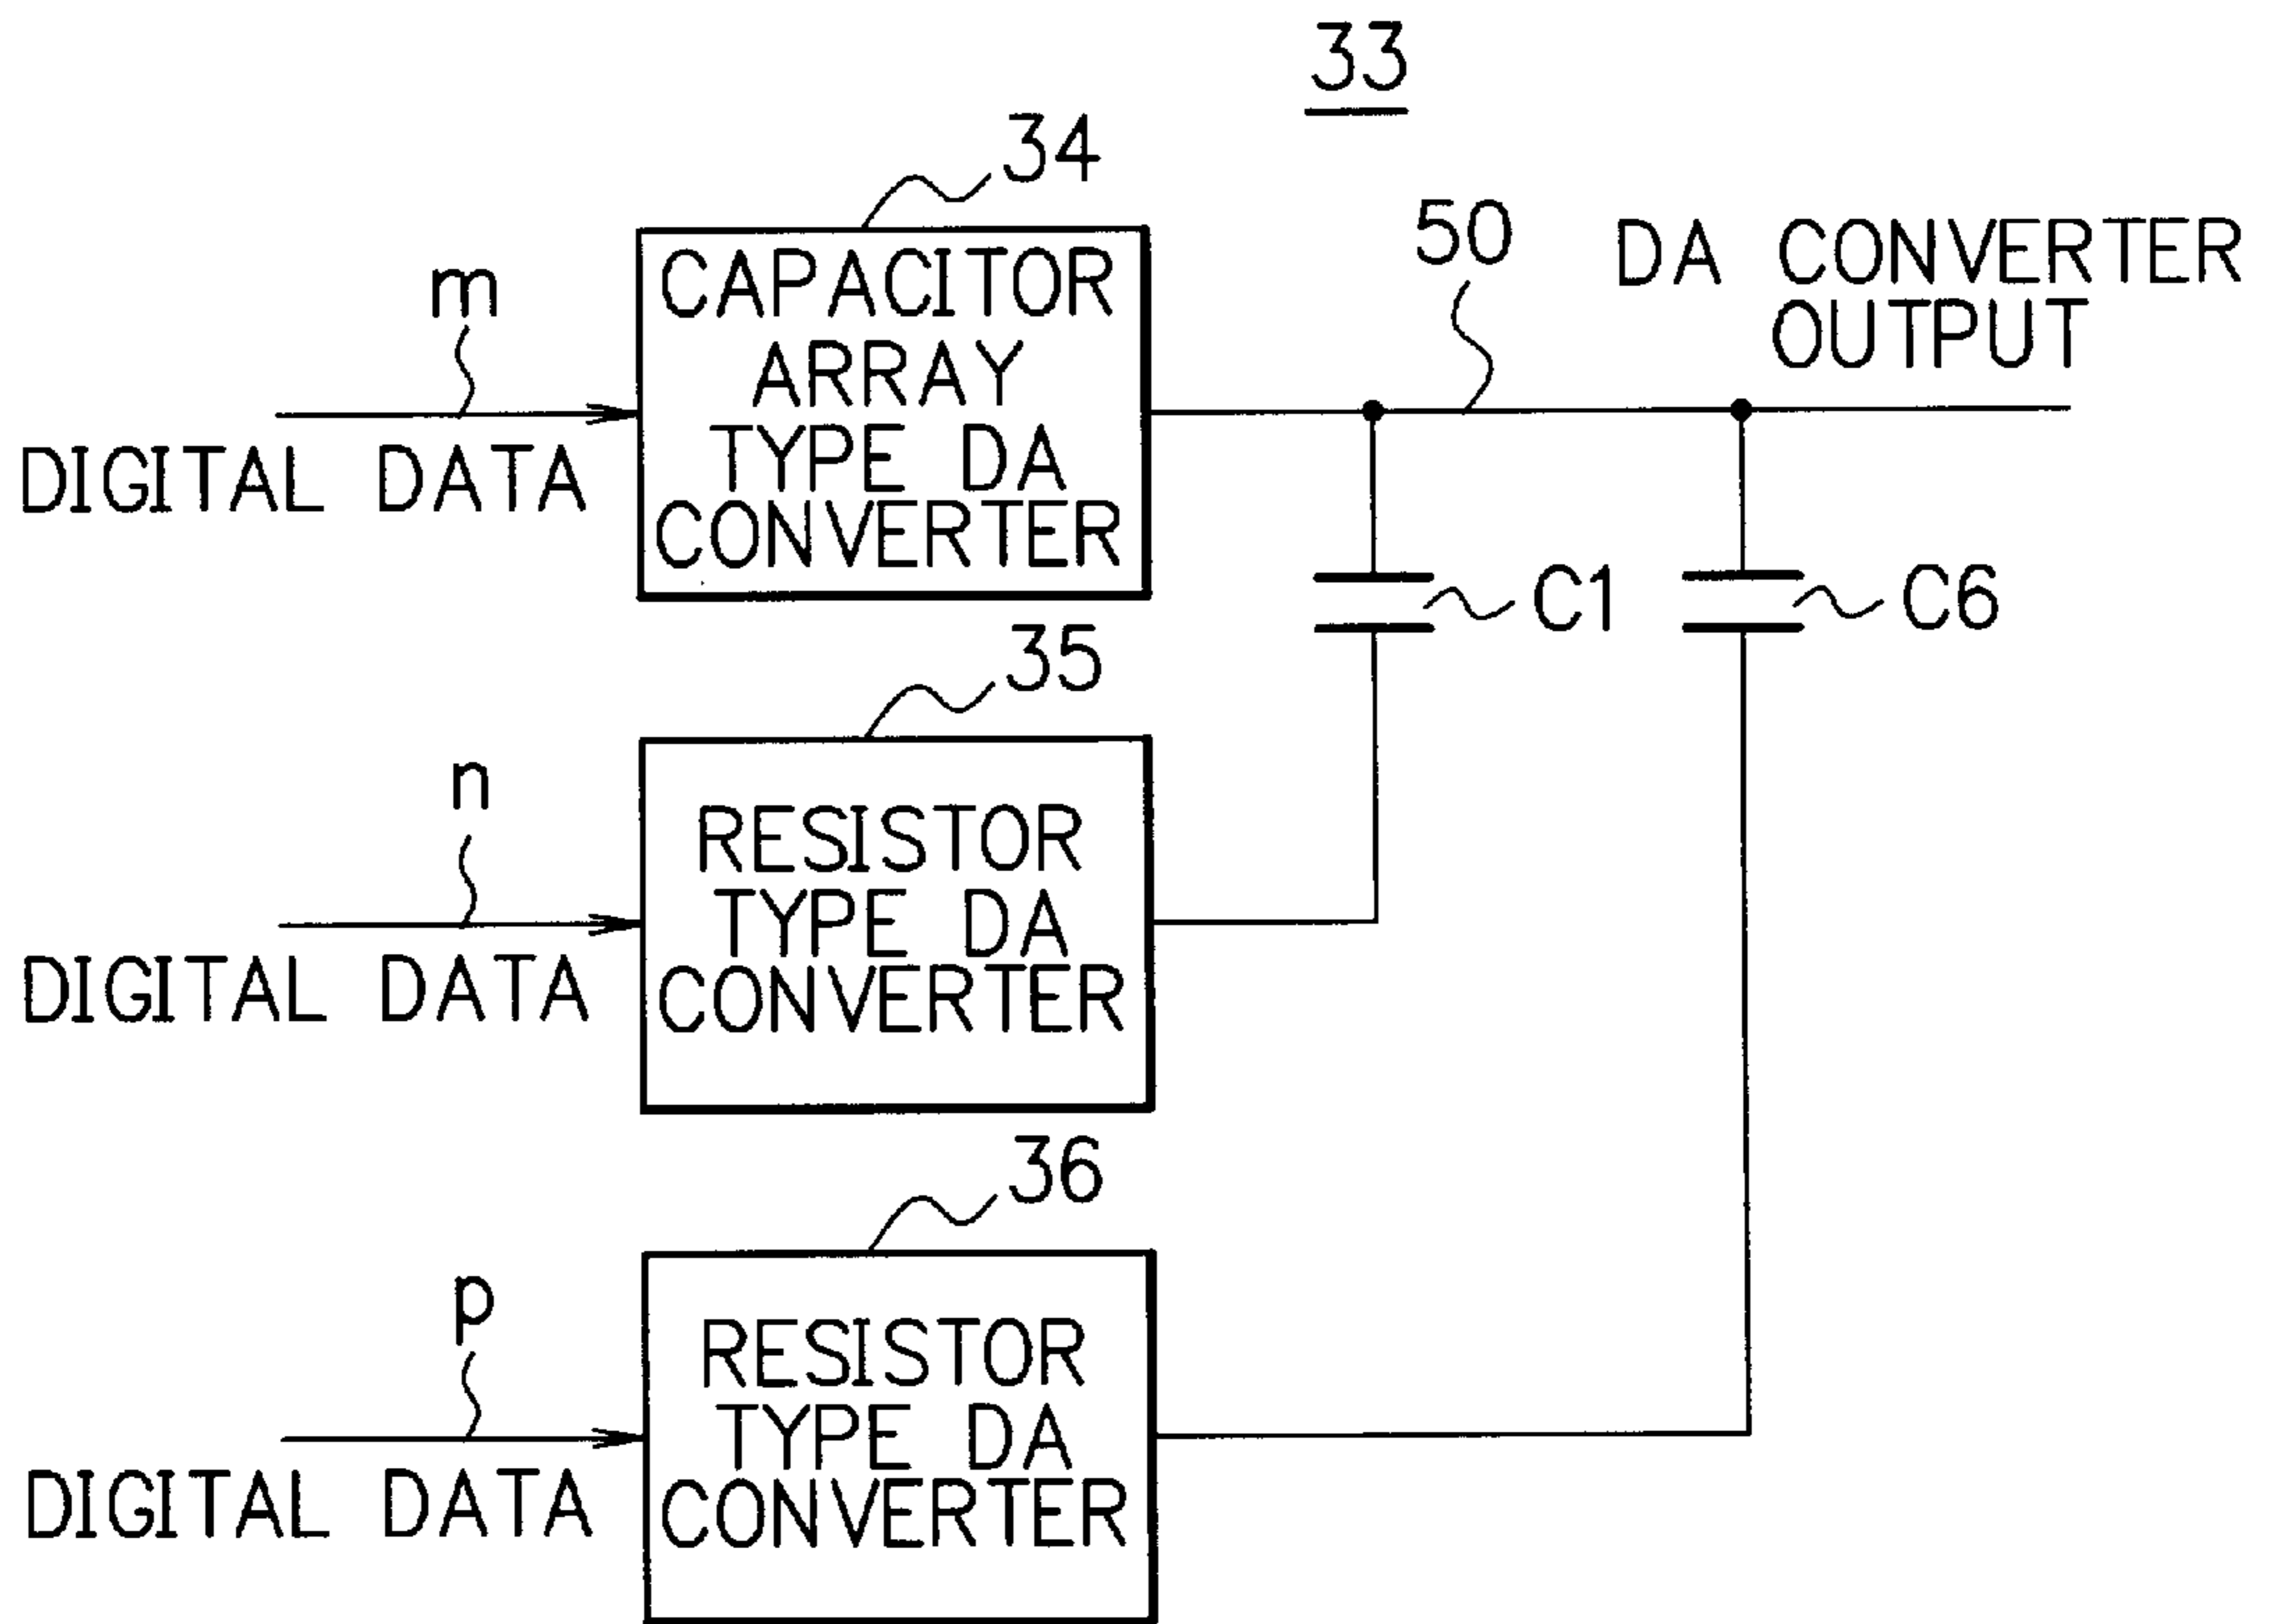 33
34
50
DA CONVERTER
OUTPUT
m
DIGITAL DATA
CAPACITOR
ARRAY
TYPE DA
CONVERTER
C1
C6
35
n
DIGITAL DATA
RESISTOR
TYPE DA
CONVERTER
36
p
DIGITAL DATA
RESISTOR
TYPE DA
CONVERTER